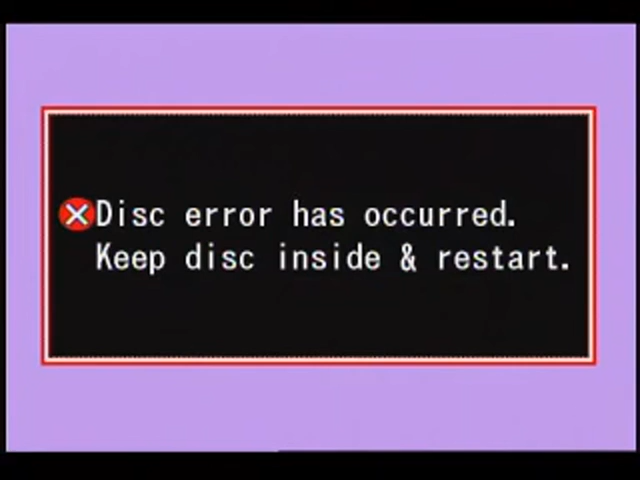 Disc error has occurred.
Keep disc inside & restart.